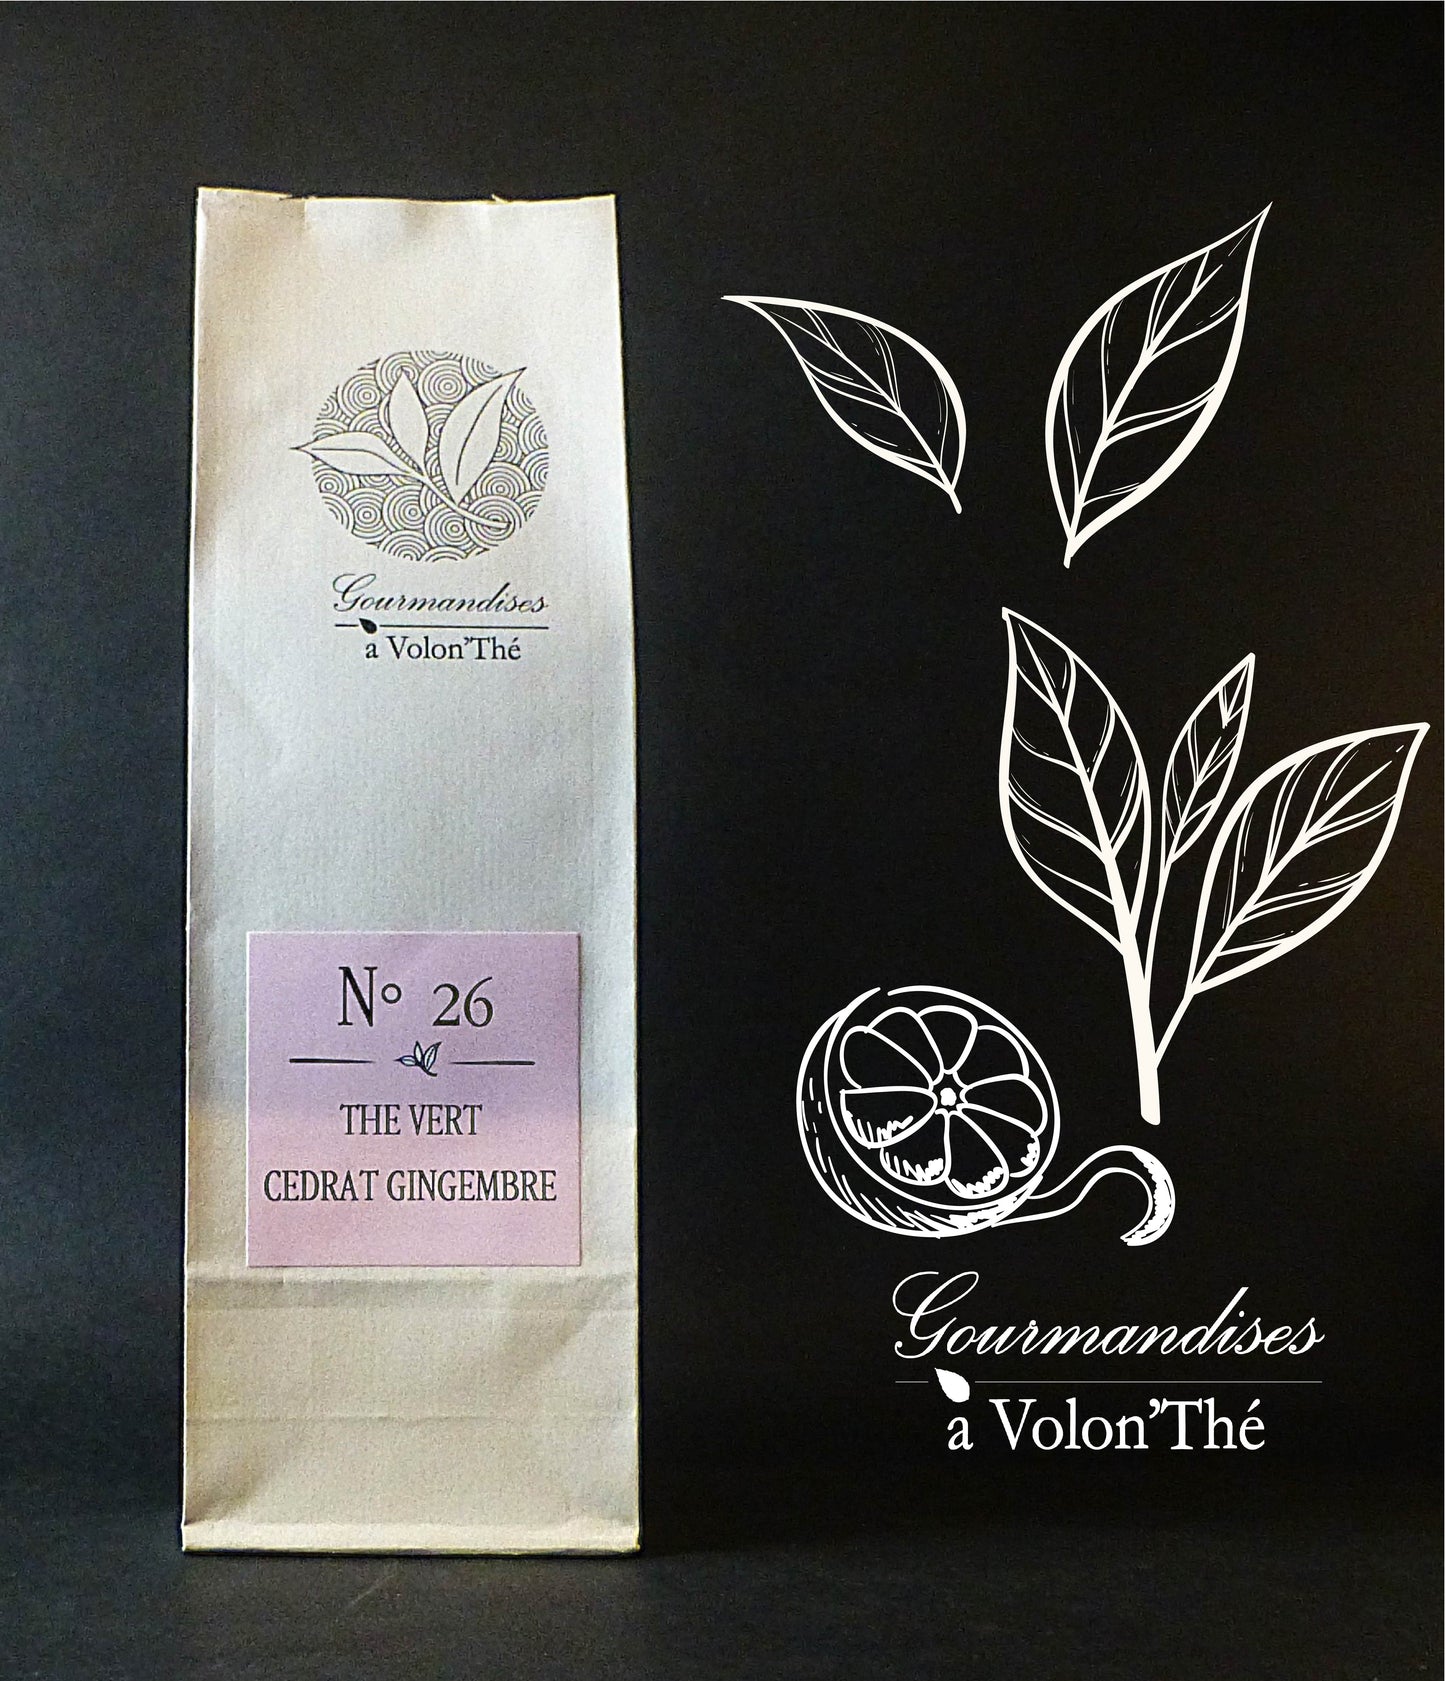 Gourmandises
a Volon'Thé
N° 26
THE VERT
CEDRAT GINGEMBRE
Gourmandises
a Volon'Thé